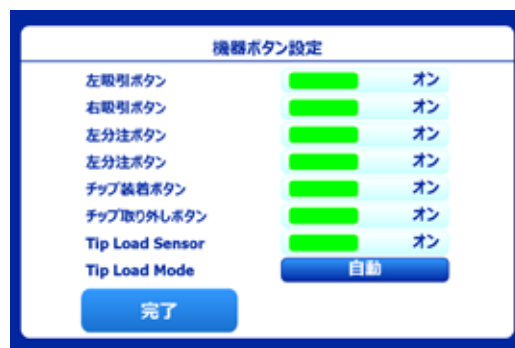 機器ボタン設定
左吸引ボタン オン
右吸引ボタン オン
左分注ボタン オン
左分注ボタン オン
チップ装着ボタン オン
チップ取り外しボタン オン
Tip Load Sensor オン
Tip Load Mode 自動
完了